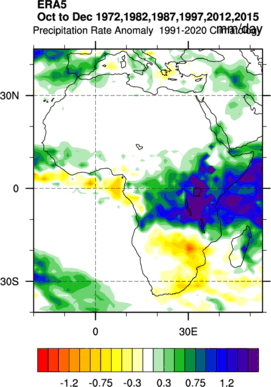 ERA5
Oct to Dec 1972,1982,1987,1997,2012,2015
Precipitation Rate Anomaly 1991-2020 Climatology
mm/day
30N
0
30S
0
30E
-1.2
-0.75
-0.3
0.3
0.75
1.2